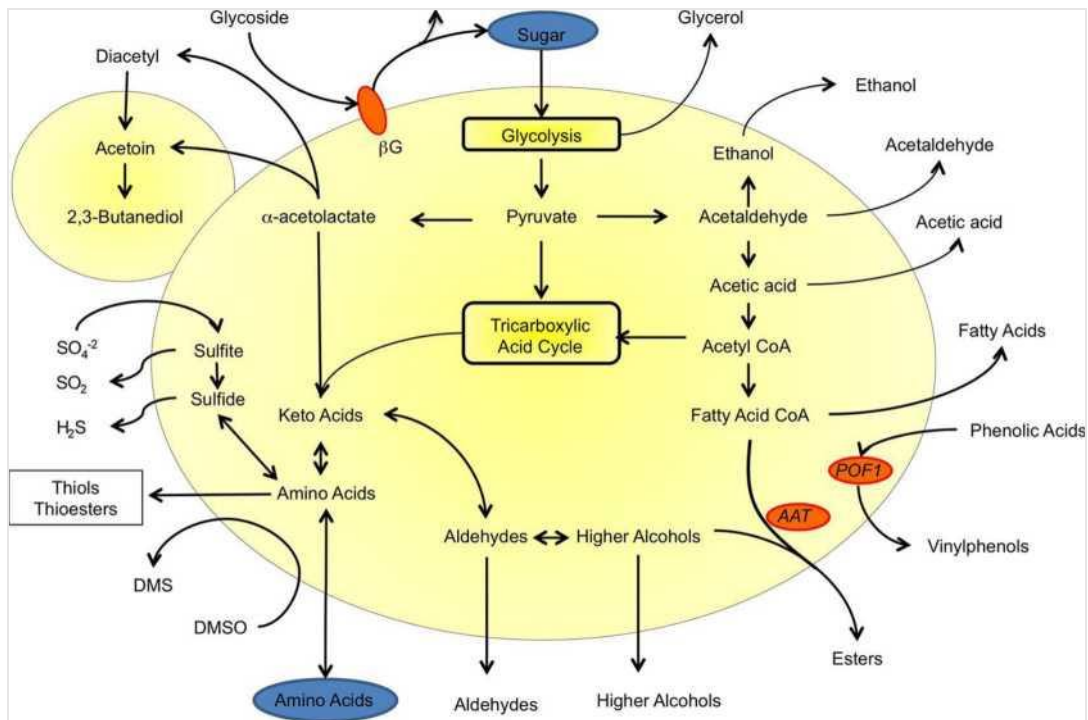 Glycoside
Sugar
Glycerol
Diacetyl
Ethanol
βG
Glycolysis
Acetoin
Ethanol
Acetaldehyde
2,3-Butanediol
α-acetolactate
Pyruvate
Acetaldehyde
Acetic acid
Acetic acid
SO₄⁻²
Sulfite
Tricarboxylic
Acid Cycle
Acetyl CoA
Fatty Acids
SO₂
Sulfide
H₂S
Keto Acids
Fatty Acid CoA
Phenolic Acids
POF1
Thiols
Thioesters
Amino Acids
AAT
Aldehydes
Higher Alcohols
Vinylphenols
DMS
DMSO
Esters
Amino Acids
Aldehydes
Higher Alcohols